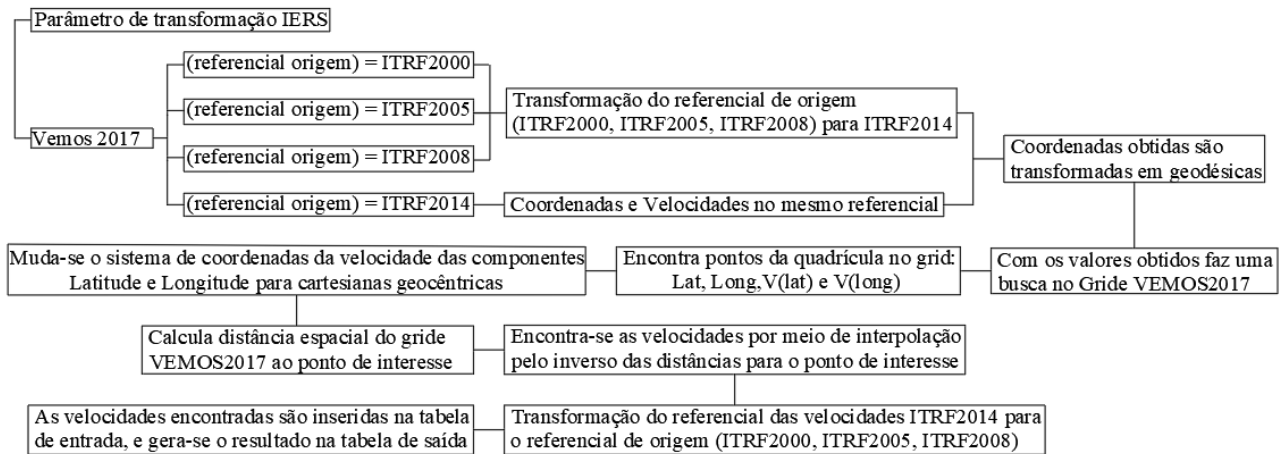 Parâmetro de transformação IERS
Vemos 2017
(referencial origem) = ITRF2000
(referencial origem) = ITRF2005
(referencial origem) = ITRF2008
(referencial origem) = ITRF2014
Transformação do referencial de origem
(ITRF2000, ITRF2005, ITRF2008) para ITRF2014
Coordenadas e Velocidades no mesmo referencial
Coordenadas obtidas são
transformadas em geodésicas
Com os valores obtidos faz uma
busca no Gride VEMOS2017
Encontra pontos da quadrícula no grid:
Lat, Long,V(lat) e V(long)
Muda-se o sistema de coordenadas da velocidade das componentes
Latitude e Longitude para cartesianas geocêntricas
Calcula distância espacial do gride
VEMOS2017 ao ponto de interesse
Encontra-se as velocidades por meio de interpolação
pelo inverso das distâncias para o ponto de interesse
Transformação do referencial das velocidades ITRF2014 para
o referencial de origem (ITRF2000, ITRF2005, ITRF2008)
As velocidades encontradas são inseridas na tabela
de entrada, e gera-se o resultado na tabela de saída